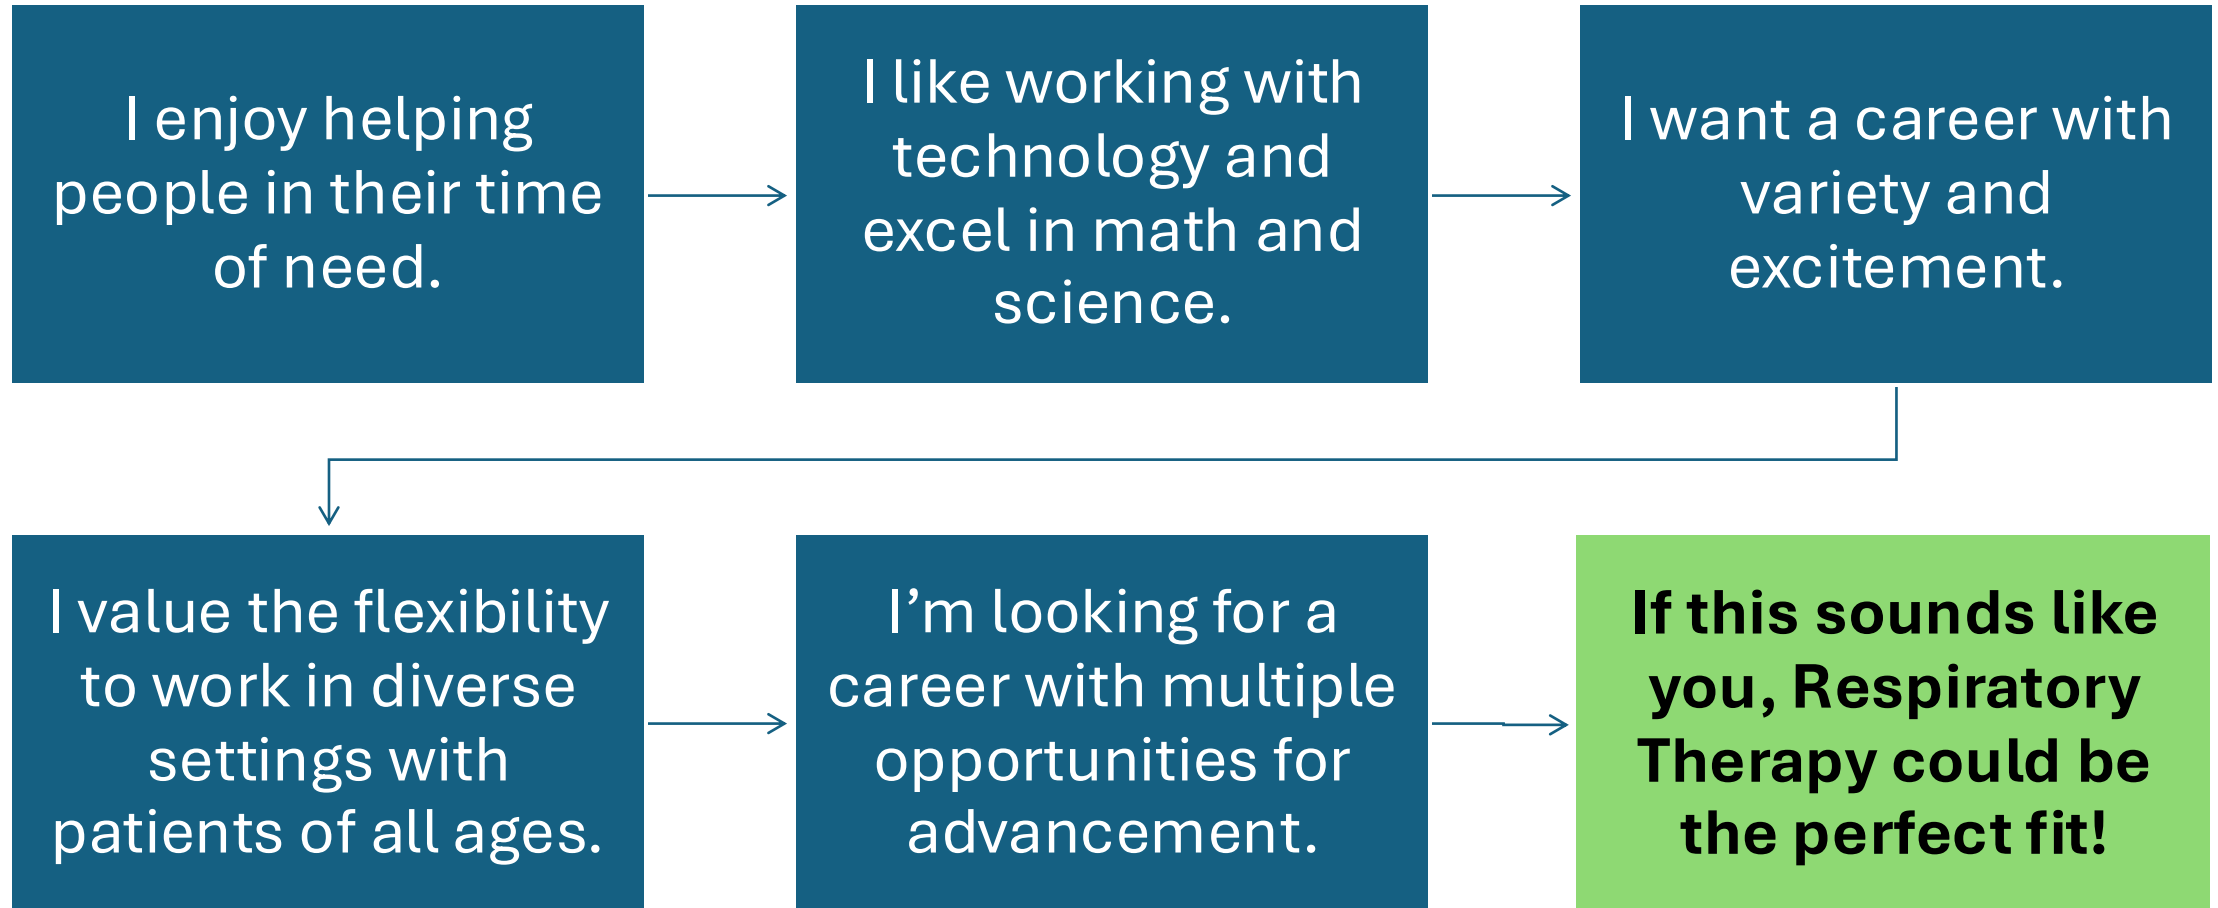 I enjoy helping
people in their time
of need.
I like working with
technology and
excel in math and
science.
I want a career with
variety and
excitement.
I value the flexibility
to work in diverse
settings with
patients of all ages.
I’m looking for a
career with multiple
opportunities for
advancement.
If this sounds like
you, Respiratory
Therapy could be
the perfect fit!